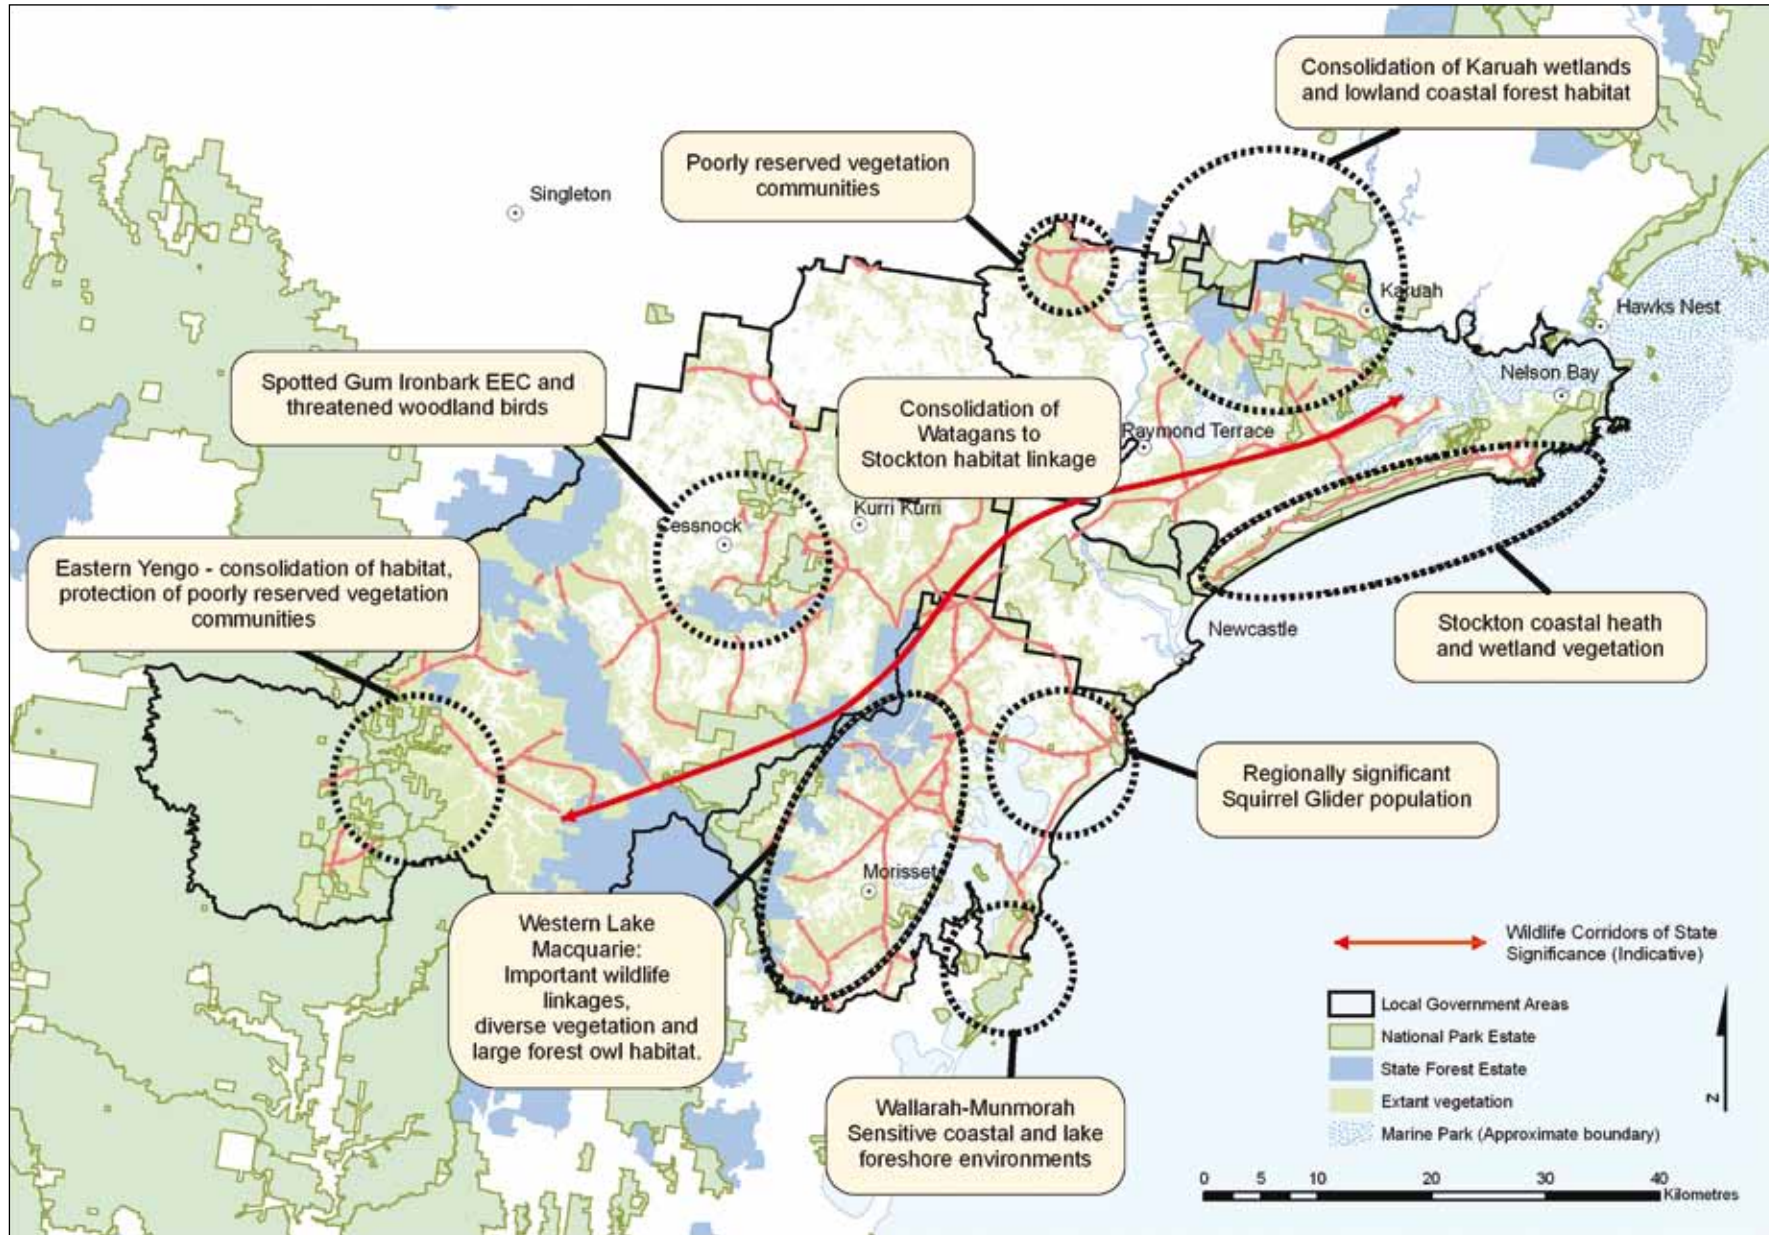 Consolidation of Karuah wetlands
and lowland coastal forest habitat
Poorly reserved vegetation
communities
Singleton
Karuah
Hawks Nest
Nelson Bay
Spotted Gum Ironbark EEC and
threatened woodland birds
Consolidation of
Watagans to
Stockton habitat linkage
Raymond Terrace
Kurri Kurri
Cessnock
Eastern Yengo - consolidation of habitat,
protection of poorly reserved vegetation
communities
Newcastle
Stockton coastal heath
and wetland vegetation
Regionally significant
Squirrel Glider population
Morisset
Western Lake
Macquarie:
Important wildlife
linkages,
diverse vegetation and
large forest owl habitat.
Wallarah-Munmorah
Sensitive coastal and lake
foreshore environments
Wildlife Corridors of State
Significance (Indicative)
Local Government Areas
National Park Estate
State Forest Estate
Extant vegetation
Marine Park (Approximate boundary)
N
0 5 10 20 30 40
Kilometres